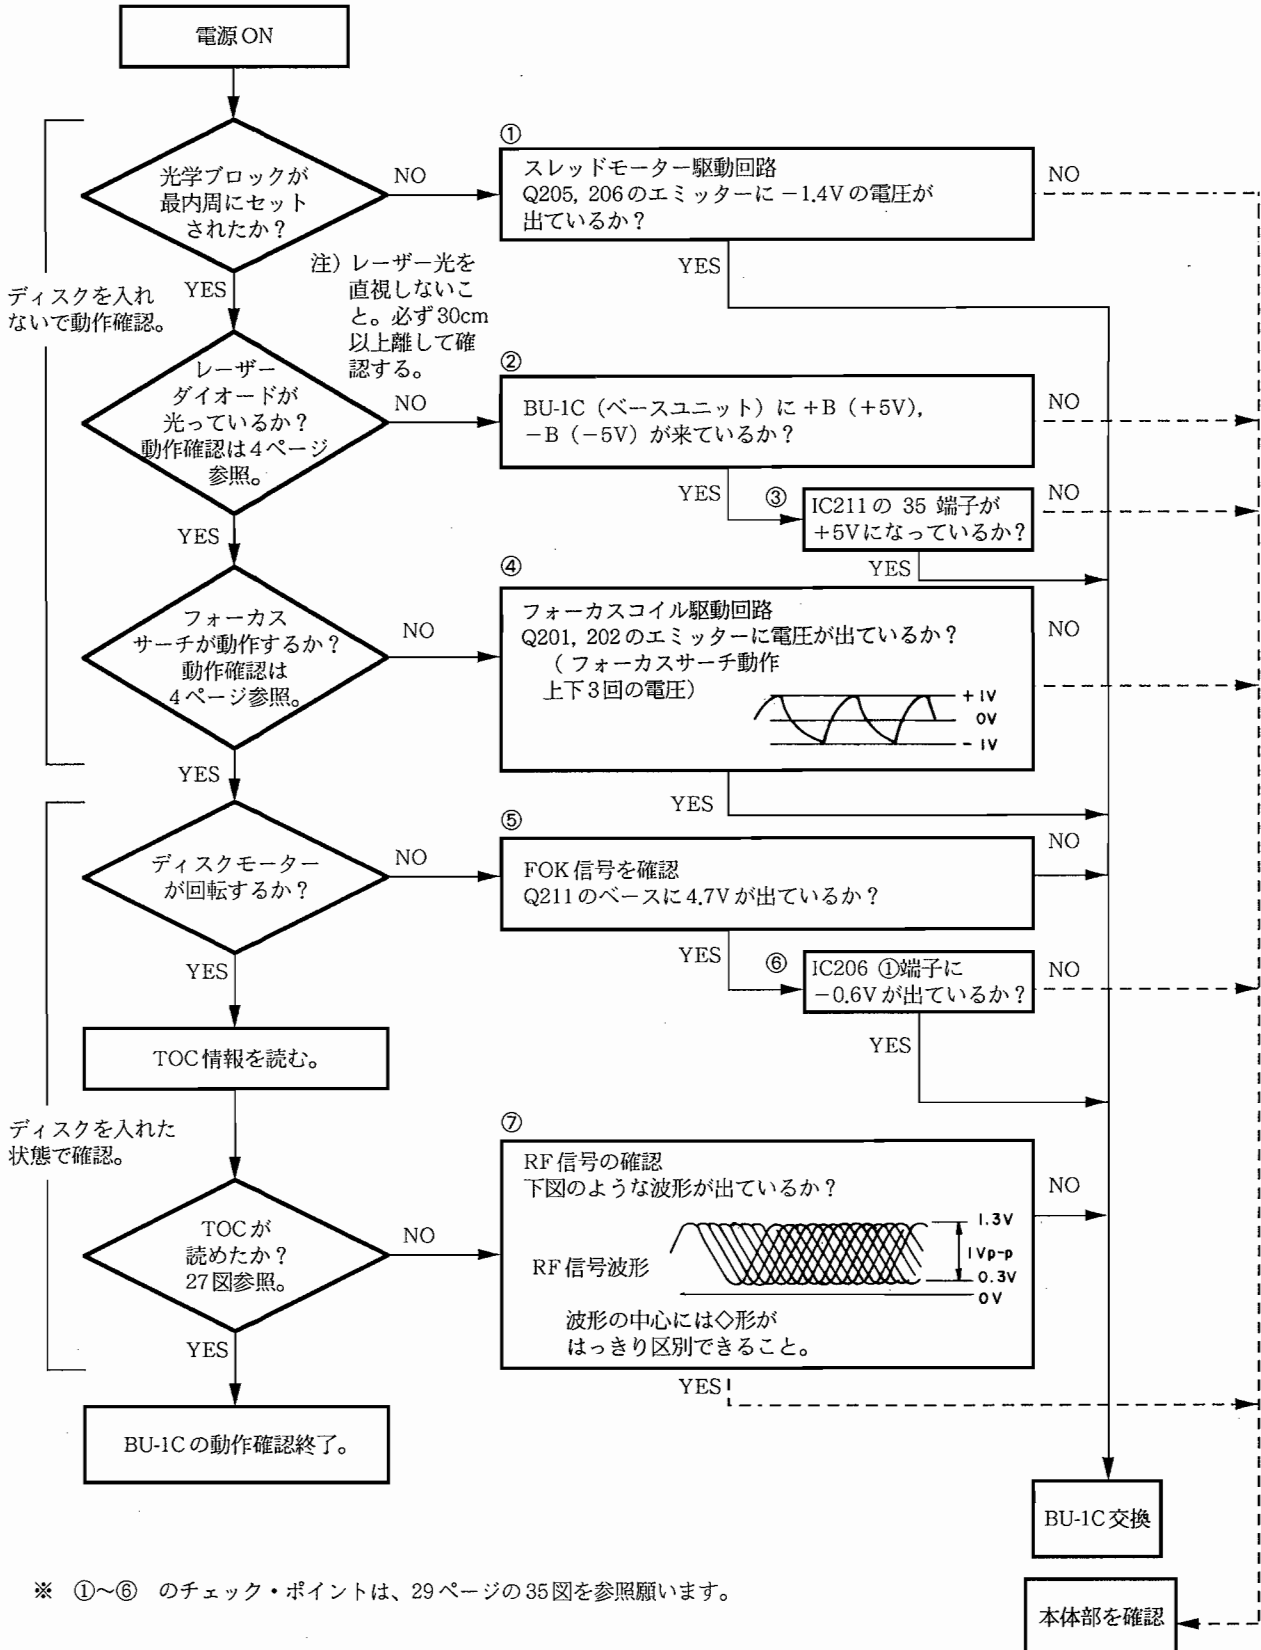 電源ON
光学ブロックが
最内周にセット
されたか？
NO
①
スレッドモーター駆動回路
Q205, 206のエミッターに －1.4Vの電圧が
出ているか？
NO
YES
YES
ディスクを入れ
ないで動作確認。
注）レーザー光を
直視しないこ
と。必ず30cm
以上離して確
認する。
レーザー
ダイオードが
光っているか？
動作確認は4ページ
参照。
NO
②
BU-1C（ベースユニット）に ＋B（＋5V），
－B（－5V）が来ているか？
NO
YES
③
IC211の 35 端子が
＋5Vになっているか？
NO
YES
YES
フォーカス
サーチが動作するか？
動作確認は
4ページ参照。
NO
④
フォーカスコイル駆動回路
Q201, 202のエミッターに電圧が出ているか？
（ フォーカスサーチ動作
上下3回の電圧）
+1V
0V
-1V
NO
YES
YES
ディスクモーター
が回転するか？
NO
⑤
FOK信号を確認
Q211のベースに4.7Vが出ているか？
NO
YES
⑥
IC206 ①端子に
－0.6Vが出ているか？
NO
YES
YES
TOC情報を読む。
ディスクを入れた
状態で確認。
TOCが
読めたか？
27図参照。
NO
⑦
RF信号の確認
下図のような波形が出ているか？
RF信号波形
1.3V
1Vp-p
0.3V
0V
波形の中心には◇形が
はっきり区別できること。
NO
YES
YES
BU-1Cの動作確認終了。
BU-1C交換
本体部を確認
※ ①～⑥ のチェック・ポイントは、29ページの35図を参照願います。